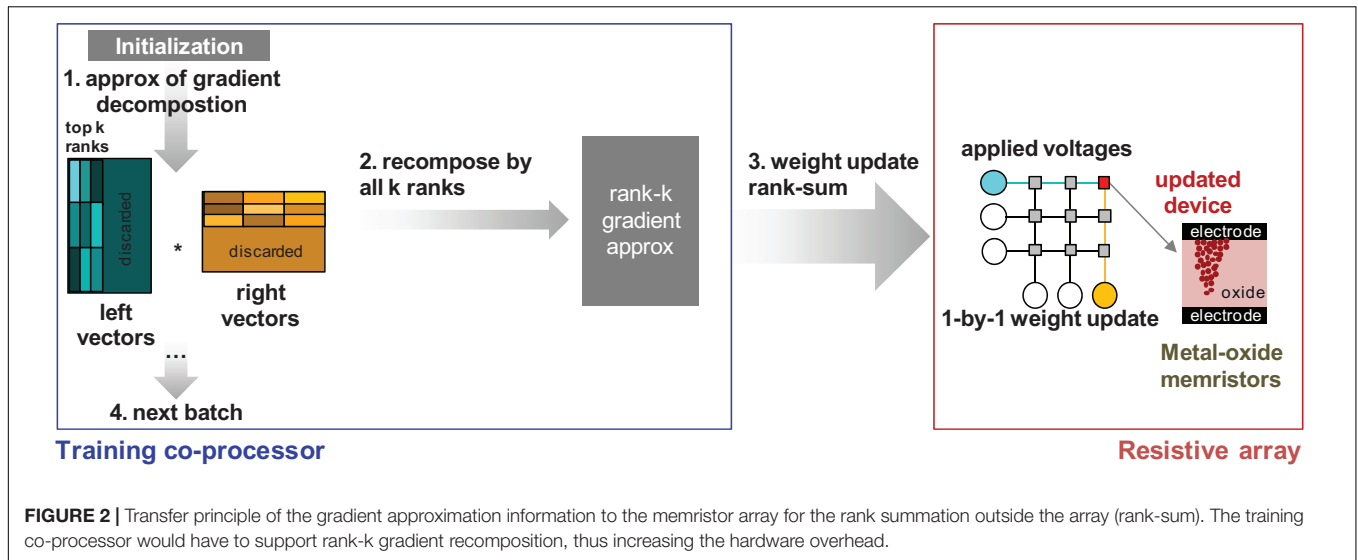 Initialization
1. approx of gradient
decompostion
top k
ranks
discarded
*
discarded
left
vectors
right
vectors
...
4. next batch
2. recompose by
all k ranks
rank-k
gradient
approx
3. weight update
rank-sum
Training co-processor
applied voltages
updated
device
electrode
oxide
electrode
1-by-1 weight update
Metal-oxide
memristors
Resistive array
FIGURE 2 | Transfer principle of the gradient approximation information to the memristor array for the rank summation outside the array (rank-sum). The training
co-processor would have to support rank-k gradient recomposition, thus increasing the hardware overhead.